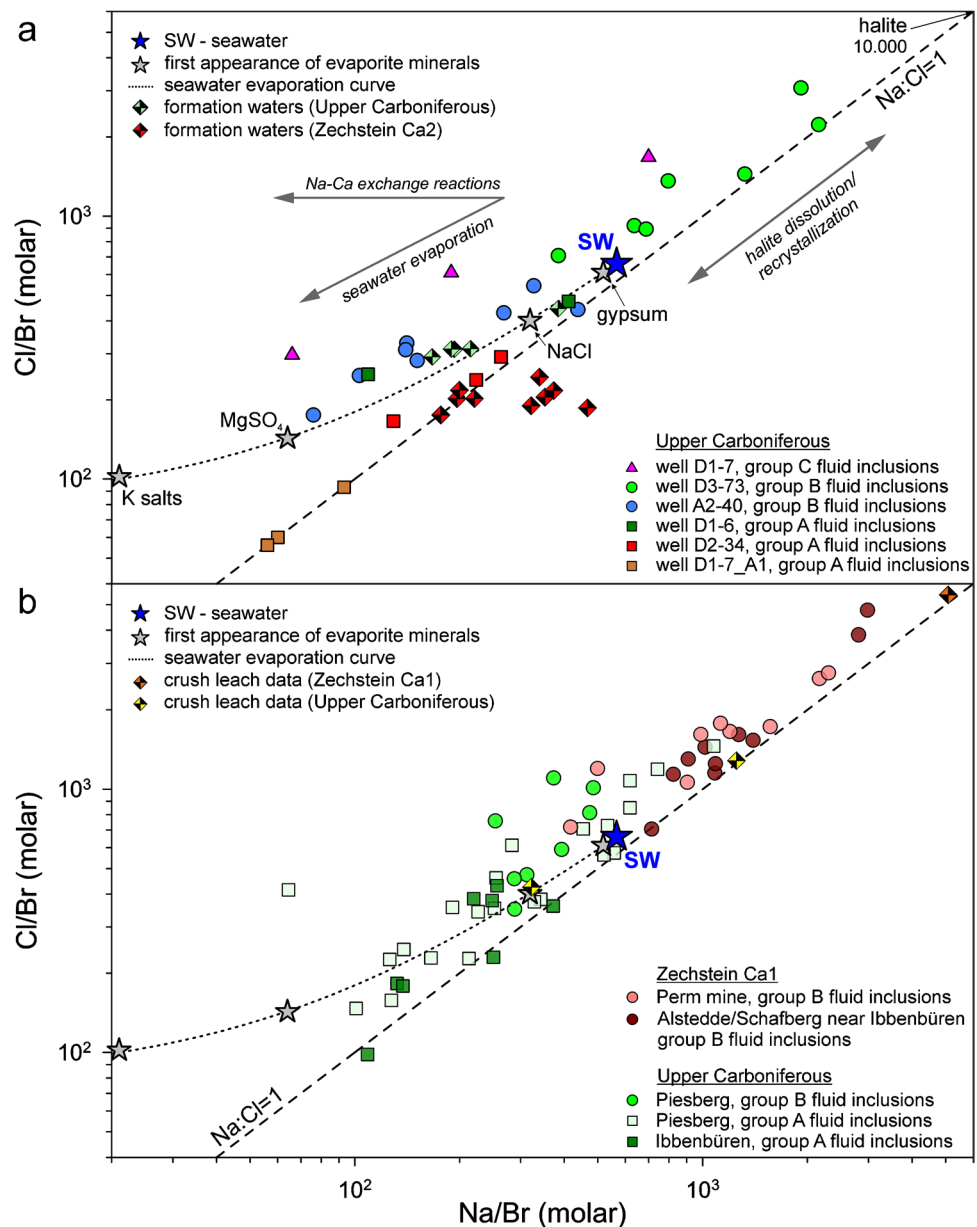 a
SW - seawater
first appearance of evaporite minerals
seawater evaporation curve
formation waters (Upper Carboniferous)
formation waters (Zechstein Ca2)
halite
10.000
Na:Cl=1
Na-Ca exchange reactions
seawater evaporation
halite dissolution/
recrystallization
SW
gypsum
NaCl
MgSO4
K salts
10³
10²
Cl/Br (molar)
Upper Carboniferous
well D1-7, group C fluid inclusions
well D3-73, group B fluid inclusions
well A2-40, group B fluid inclusions
well D1-6, group A fluid inclusions
well D2-34, group A fluid inclusions
well D1-7_A1, group A fluid inclusions
b
SW - seawater
first appearance of evaporite minerals
seawater evaporation curve
crush leach data (Zechstein Ca1)
crush leach data (Upper Carboniferous)
SW
Na:Cl=1
10³
10²
Cl/Br (molar)
Zechstein Ca1
Perm mine, group B fluid inclusions
Alstedde/Schafberg near Ibbenbüren
group B fluid inclusions
Upper Carboniferous
Piesberg, group B fluid inclusions
Piesberg, group A fluid inclusions
Ibbenbüren, group A fluid inclusions
10²
10³
Na/Br (molar)